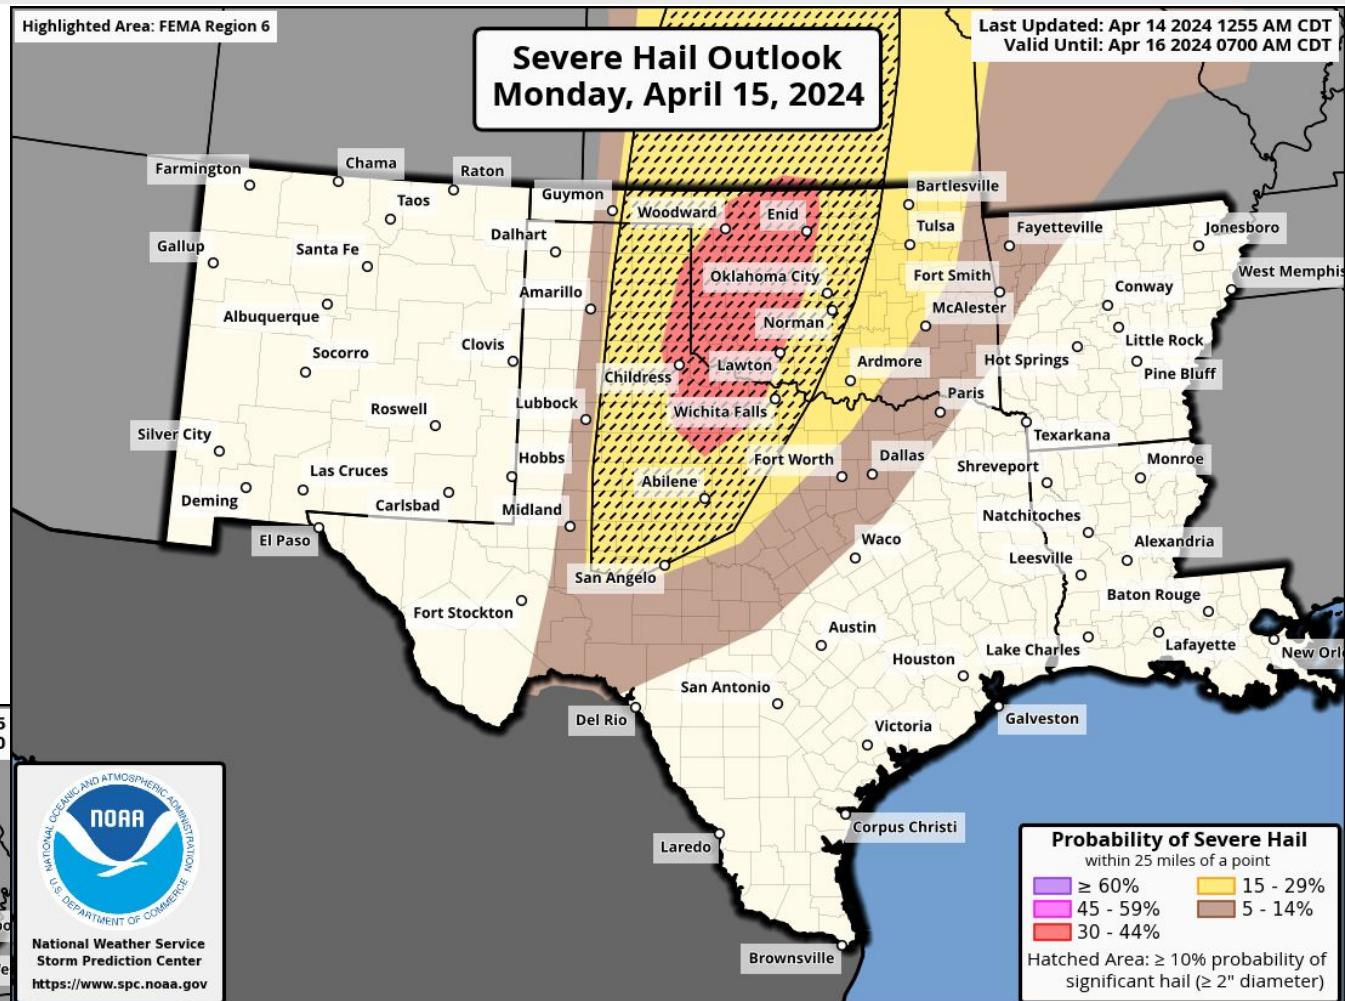 Highlighted Area: FEMA Region 6
Severe Hail Outlook
Monday, April 15, 2024
Last Updated: Apr 14 2024 1255 AM CDT
Valid Until: Apr 16 2024 0700 AM CDT
Farmington
Chama
Raton
Taos
Guymon
Woodward
Enid
Bartlesville
Gallup
Santa Fe
Dalhart
Tulsa
Fayetteville
Jonesboro
Albuquerque
Amarillo
Oklahoma City
Fort Smith
West Memphis
Norman
McAlester
Conway
Socorro
Clovis
Childress
Lawton
Ardmore
Hot Springs
Little Rock
Pine Bluff
Roswell
Lubbock
Wichita Falls
Paris
Silver City
Texarkana
Las Cruces
Hobbs
Fort Worth
Dallas
Shreveport
Monroe
Deming
Carlsbad
Midland
Abilene
Natchitoches
El Paso
Waco
Leesville
Alexandria
San Angelo
Baton Rouge
Fort Stockton
Austin
Lake Charles
Lafayette
New Orl
Houston
San Antonio
Del Rio
Victoria
Galveston
Laredo
Corpus Christi
Brownsville
NATIONAL OCEANIC AND ATMOSPHERIC ADMINISTRATION
NOAA
U.S. DEPARTMENT OF COMMERCE
National Weather Service
Storm Prediction Center
https://www.spc.noaa.gov
Probability of Severe Hail
within 25 miles of a point
≥ 60%
15 - 29%
45 - 59%
5 - 14%
30 - 44%
Hatched Area: ≥ 10% probability of
significant hail (≥ 2" diameter)